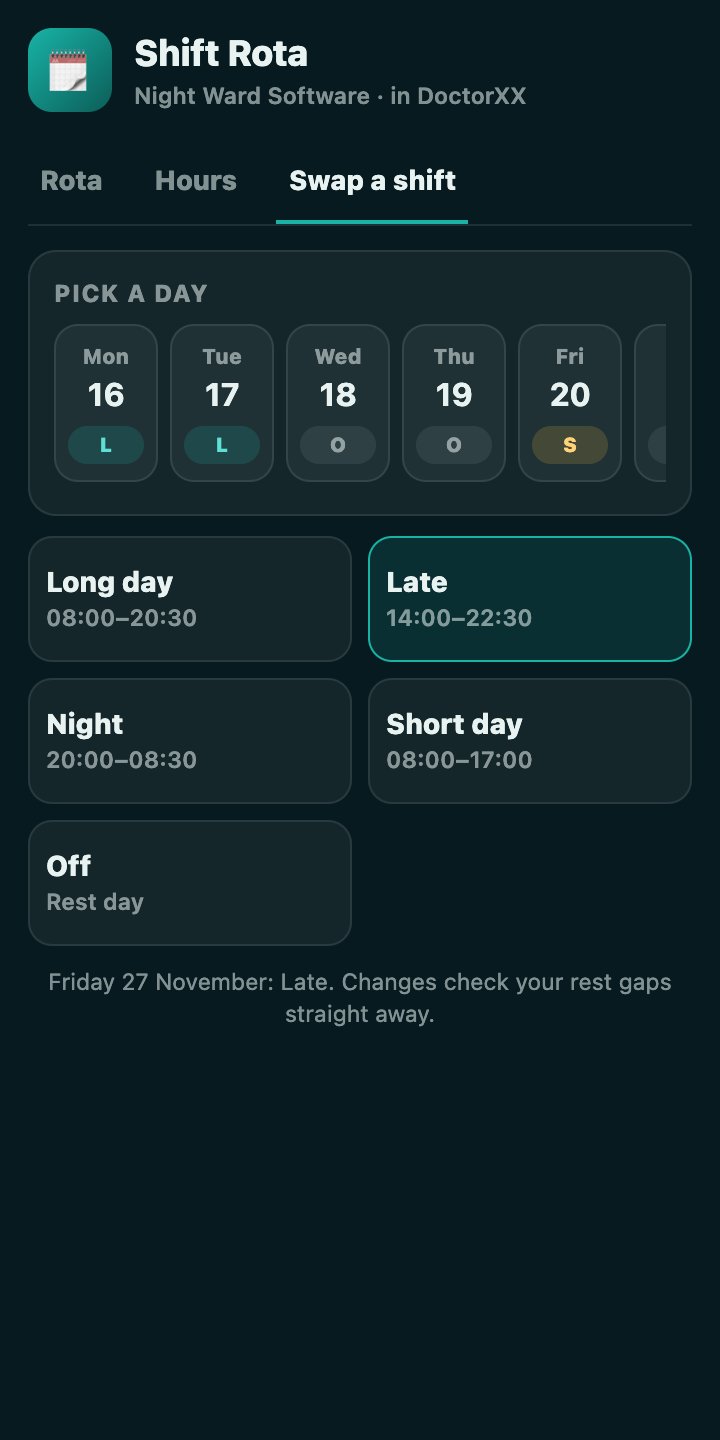 Shift Rota
Night Ward Software · in DoctorXX
Rota Hours Swap a shift
PICK A DAY
Mon Tue Wed Thu Fri
16 17 18 19 20
L L O O S
Long day Late
08:00–20:30 14:00–22:30
Night Short day
20:00–08:30 08:00–17:00
Off
Rest day
Friday 27 November: Late. Changes check your rest gaps
straight away.